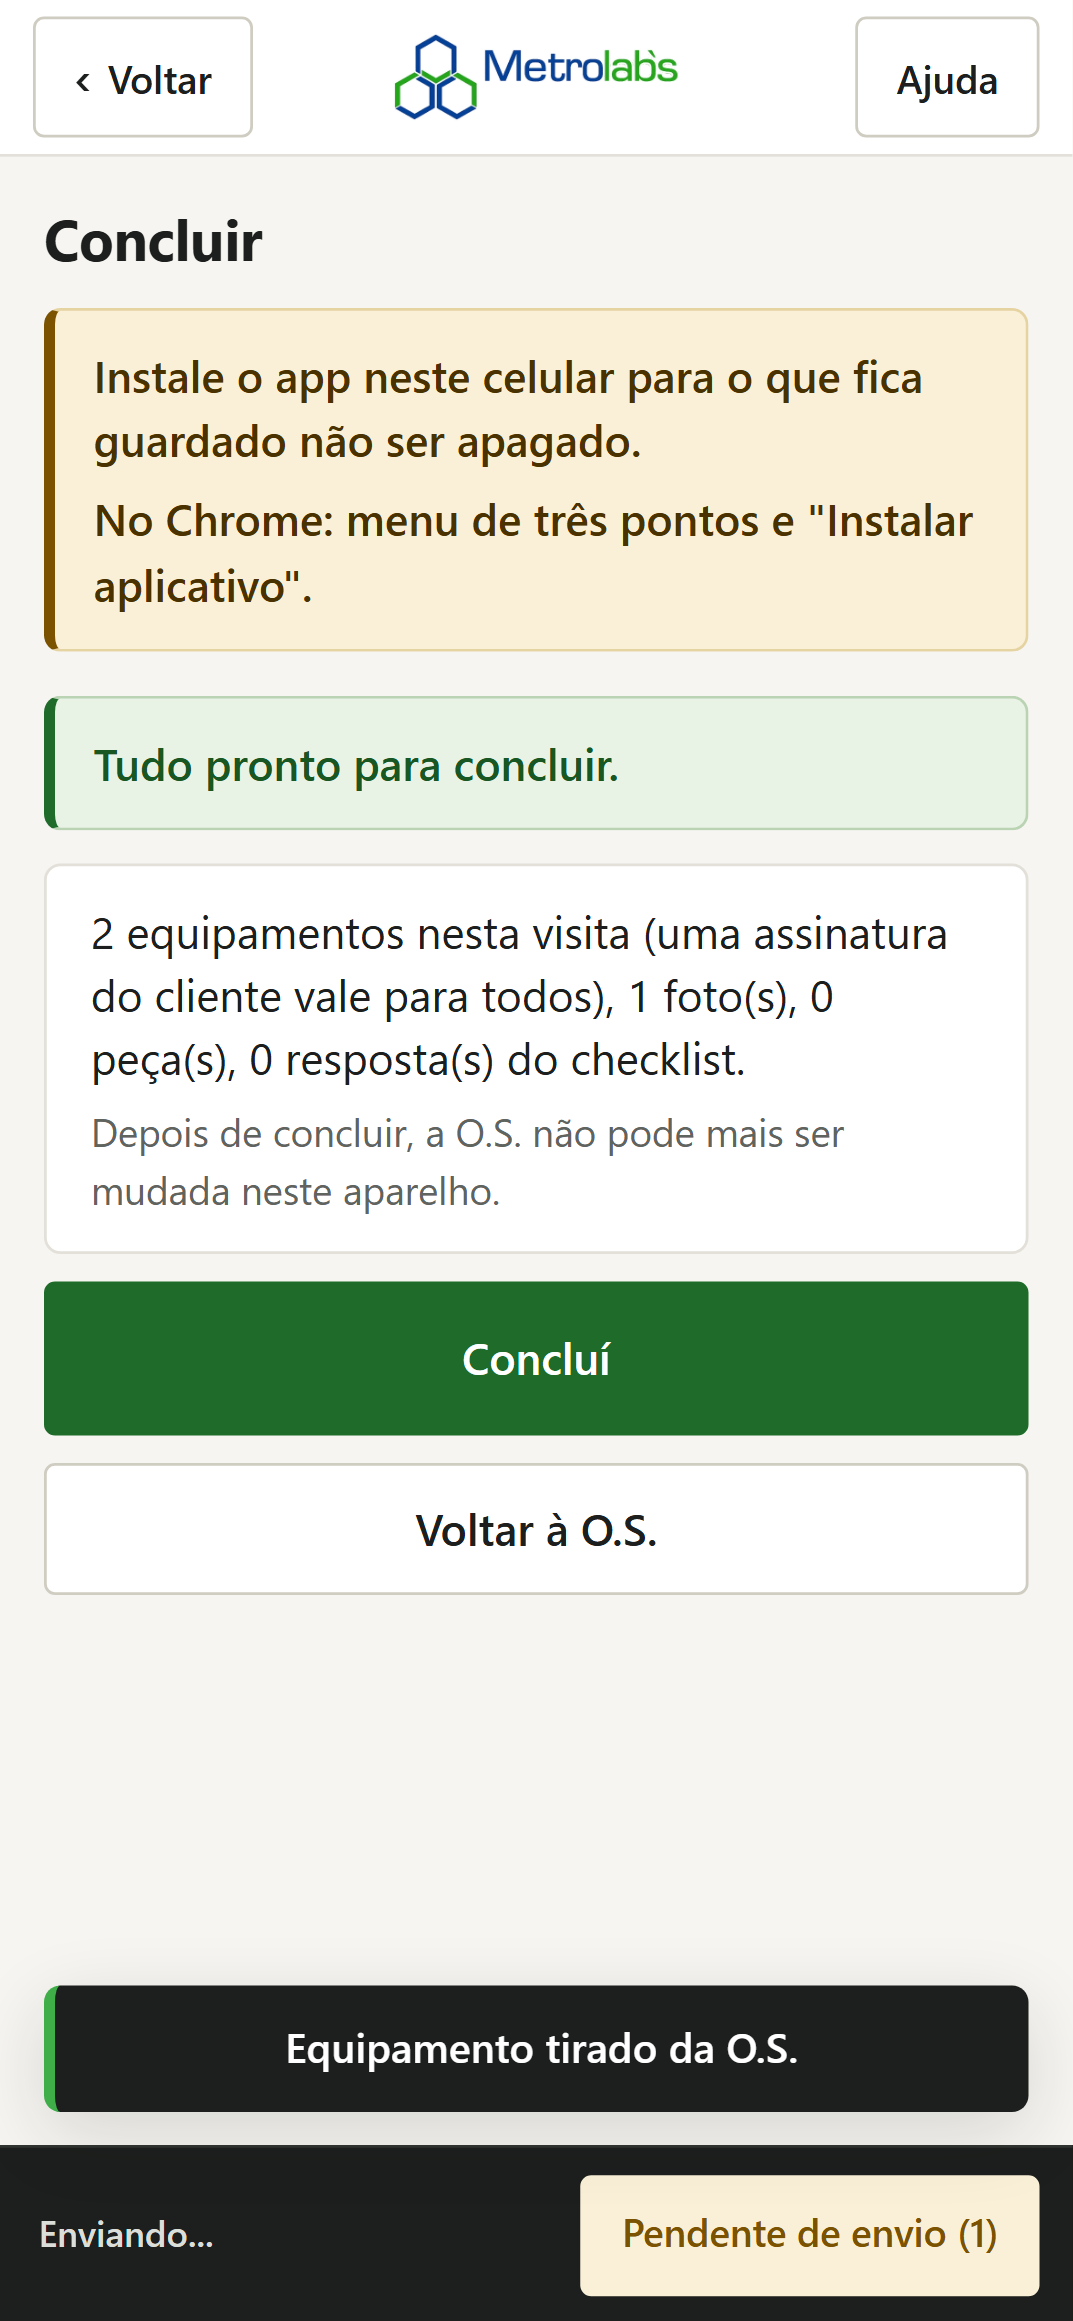 ‹ Voltar
Metrolab's
Ajuda
Concluir
Instale o app neste celular para o que fica
guardado não ser apagado.
No Chrome: menu de três pontos e "Instalar
aplicativo".
Tudo pronto para concluir.
2 equipamentos nesta visita (uma assinatura
do cliente vale para todos), 1 foto(s), 0
peça(s), 0 resposta(s) do checklist.
Depois de concluir, a O.S. não pode mais ser
mudada neste aparelho.
Concluí
Voltar à O.S.
Equipamento tirado da O.S.
Enviando...
Pendente de envio (1)